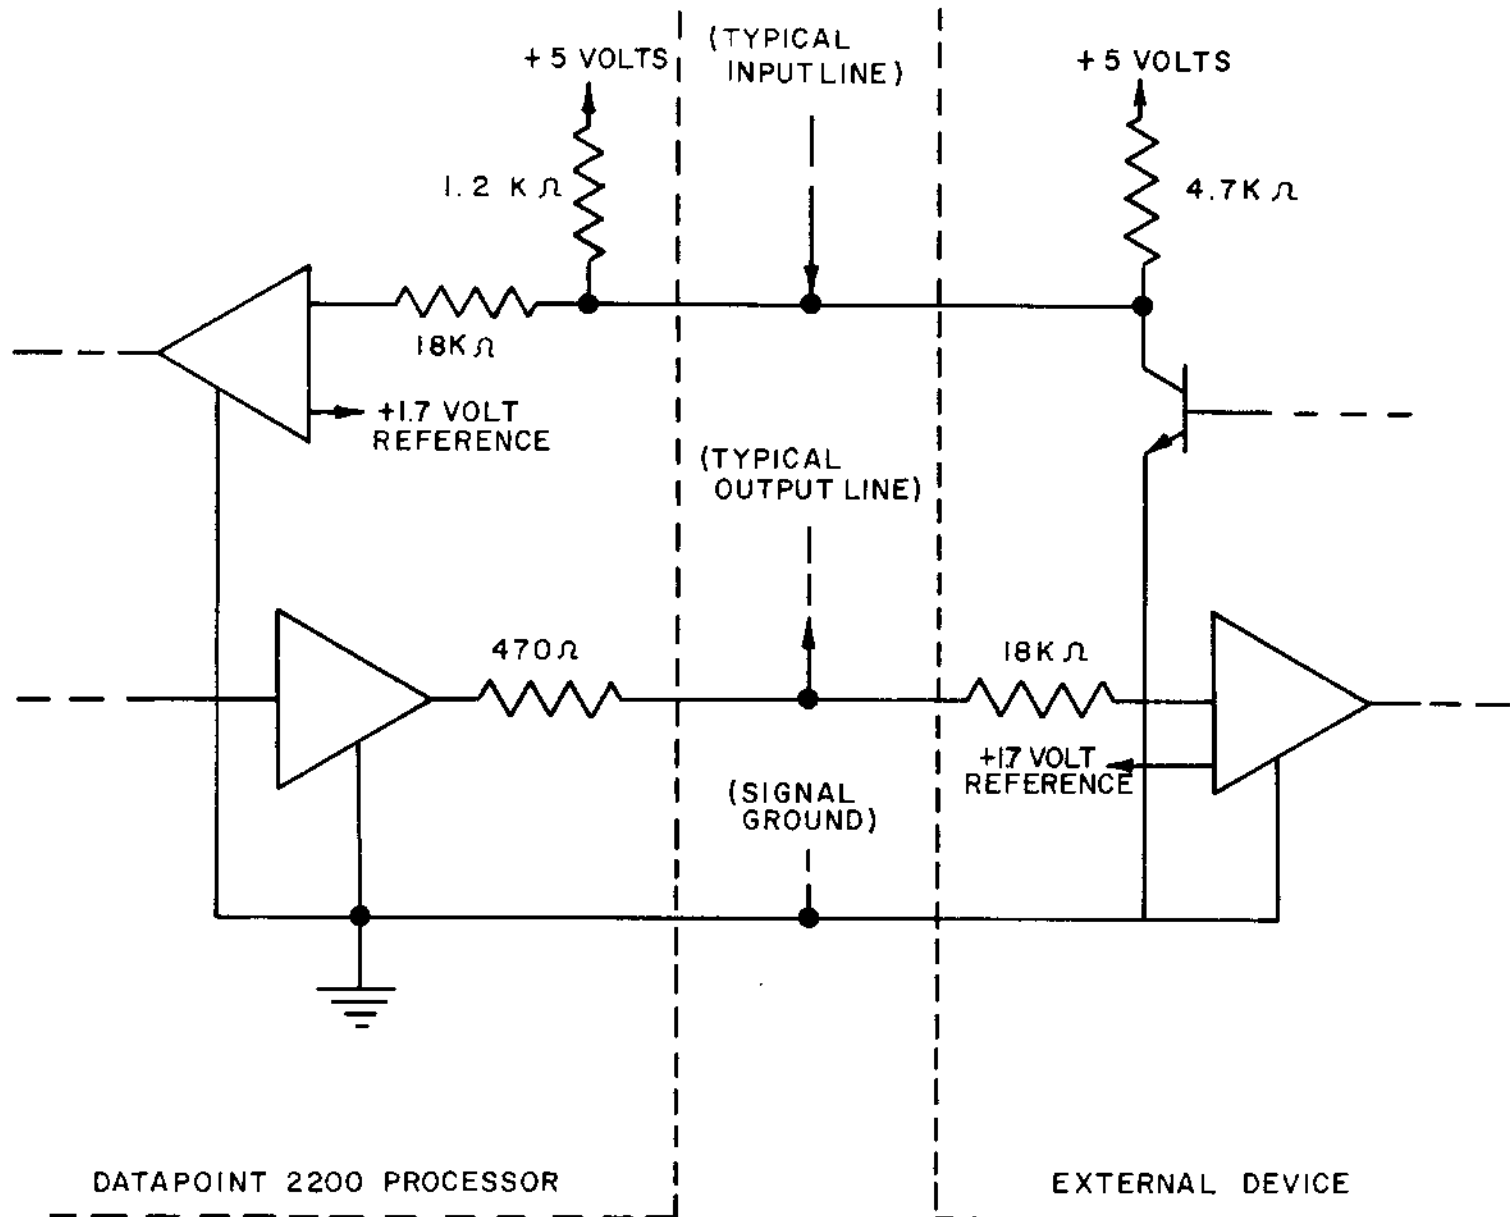 +5 VOLTS
(TYPICAL
INPUT LINE)
+5 VOLTS
1.2 KΩ
4.7KΩ
18KΩ
+1.7 VOLT
REFERENCE
(TYPICAL
OUTPUT LINE)
470Ω
18KΩ
+1.7 VOLT
REFERENCE
(SIGNAL
GROUND)
DATAPOINT 2200 PROCESSOR
EXTERNAL DEVICE